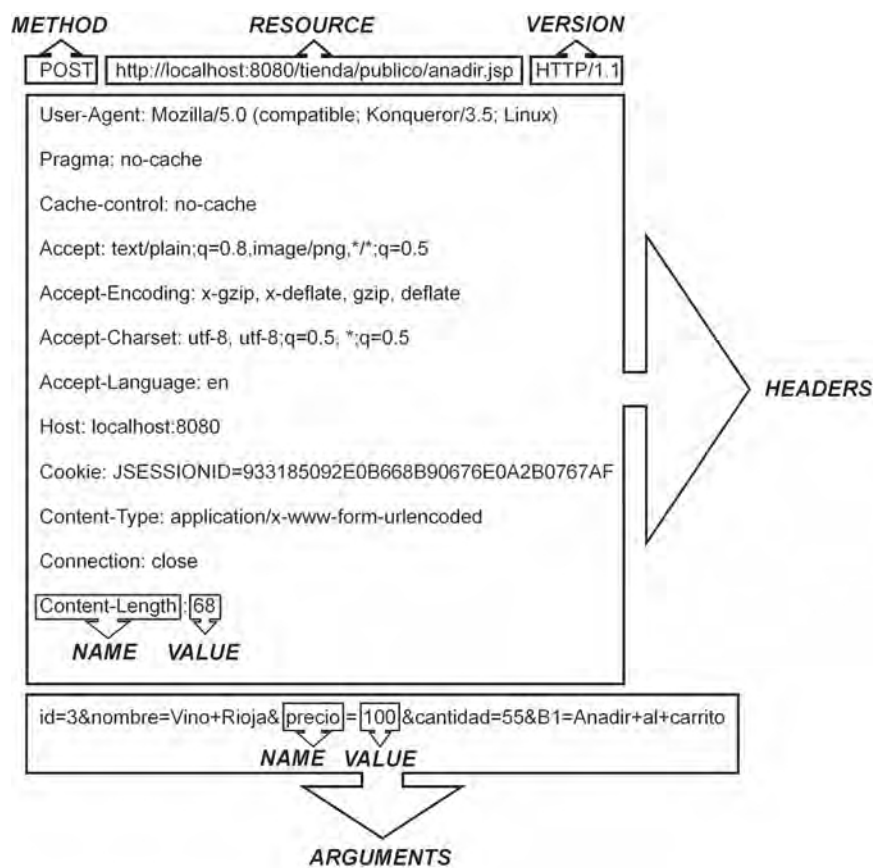 METHOD RESOURCE VERSION
POST http://localhost:8080/tienda/publico/anadir.jsp HTTP/1.1
User-Agent: Mozilla/5.0 (compatible; Konqueror/3.5; Linux)
Pragma: no-cache
Cache-control: no-cache
Accept: text/plain;q=0.8,image/png,*/*;q=0.5
Accept-Encoding: x-gzip, x-deflate, gzip, deflate
Accept-Charset: utf-8, utf-8;q=0.5, *;q=0.5
Accept-Language: en
HEADERS
Host: localhost:8080
Cookie: JSESSIONID=933185092E0B668B90676E0A2B0767AF
Content-Type: application/x-www-form-urlencoded
Connection: close
Content-Length : 68
NAME VALUE
id=3&nombre=Vino+Rioja& precio = 100 &cantidad=55&B1=Anadir+al+carrito
NAME VALUE
ARGUMENTS